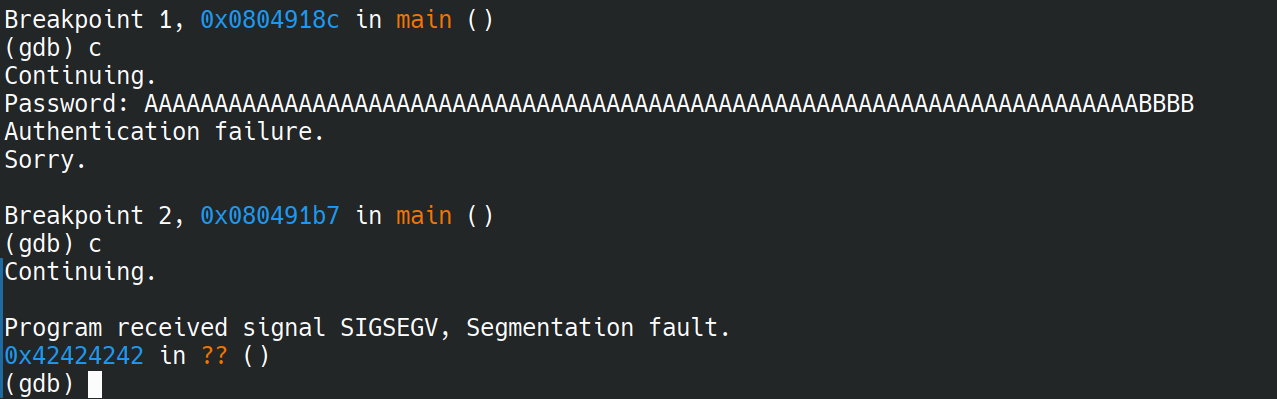 Breakpoint 1, 0x0804918c in main ()
(gdb) c
Continuing.
Password: AAAAAAAAAAAAAAAAAAAAAAAAAAAAAAAAAAAAAAAAAAAAAAAAAAAAAAAAAAAAAAAAAAAAAAABBBB
Authentication failure.
Sorry.
Breakpoint 2, 0x080491b7 in main ()
(gdb) c
Continuing.
Program received signal SIGSEGV, Segmentation fault.
0x42424242 in ?? ()
(gdb)